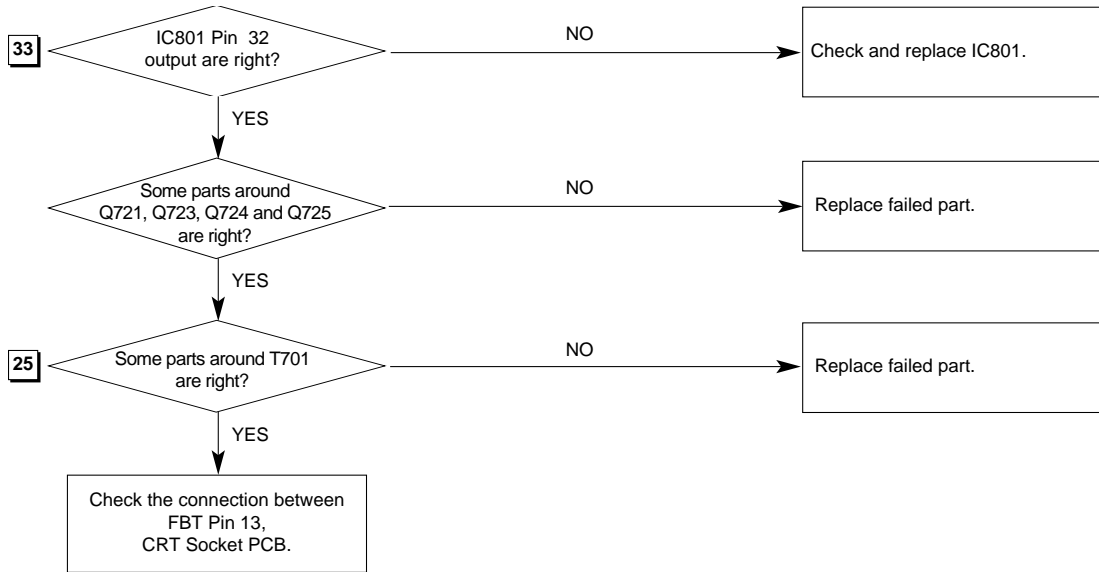 33
IC801 Pin 32
output are right?
NO
Check and replace IC801.
YES
Some parts around
Q721, Q723, Q724 and Q725
are right?
NO
Replace failed part.
YES
25
Some parts around T701
are right?
NO
Replace failed part.
YES
Check the connection between
FBT Pin 13,
CRT Socket PCB.